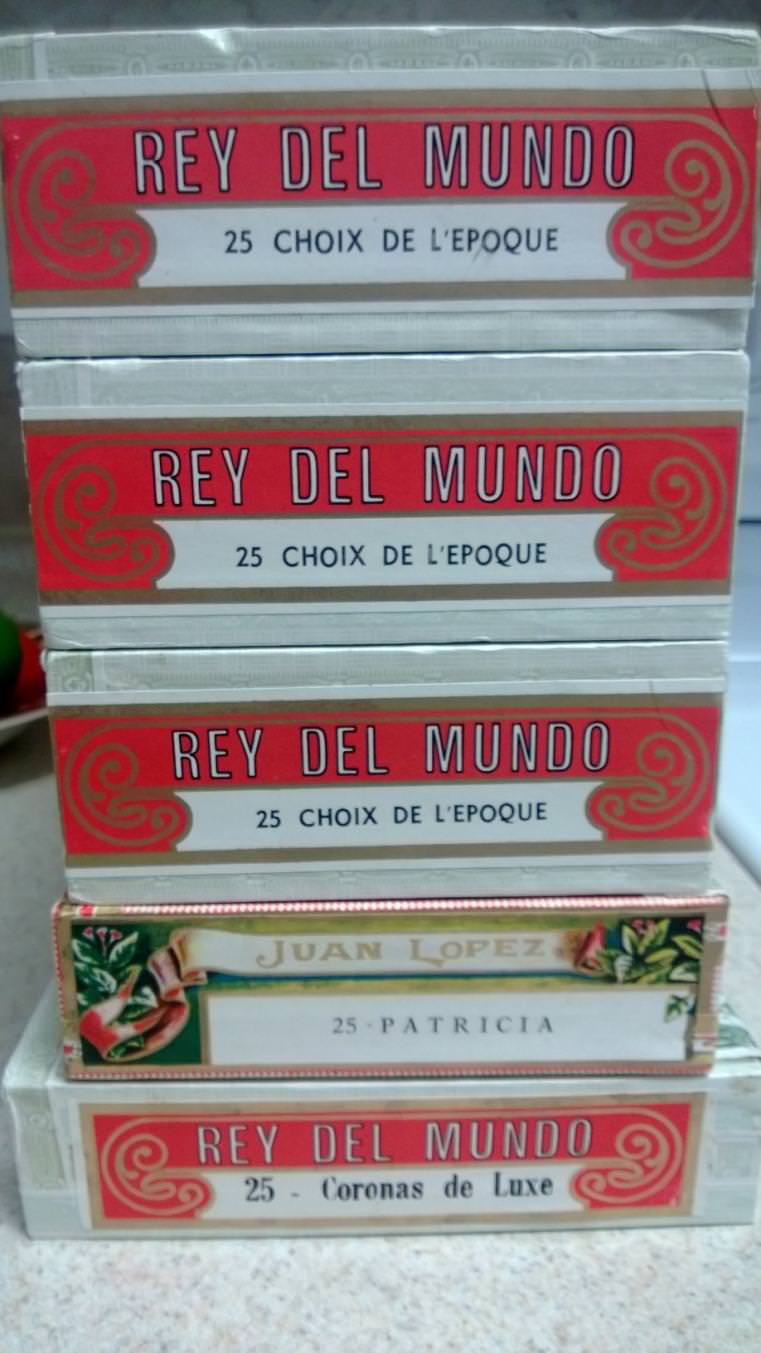 REY DEL MUNDO
25 CHOIX DE L'EPOQUE
REY DEL MUNDO
25 CHOIX DE L'EPOQUE
REY DEL MUNDO
25 CHOIX DE L'EPOQUE
JUAN LOPEZ
25 - PATRICIA
REY DEL MUNDO
25 - Coronas de Luxe